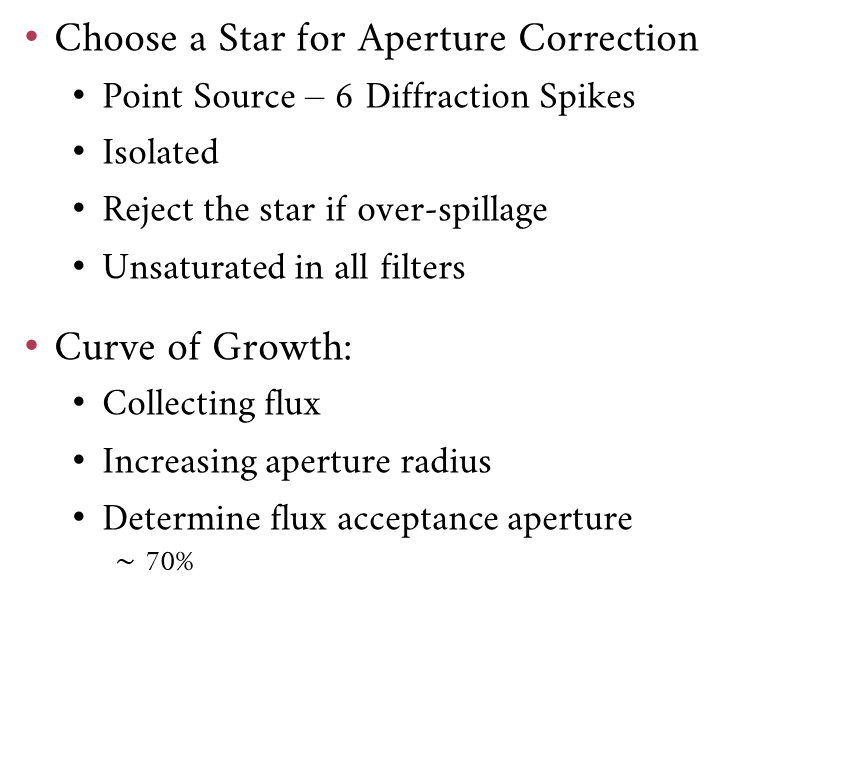 • Choose a Star for Aperture Correction
• Point Source – 6 Diffraction Spikes
• Isolated
• Reject the star if over-spillage
• Unsaturated in all filters
• Curve of Growth:
• Collecting flux
• Increasing aperture radius
• Determine flux acceptance aperture
~ 70%